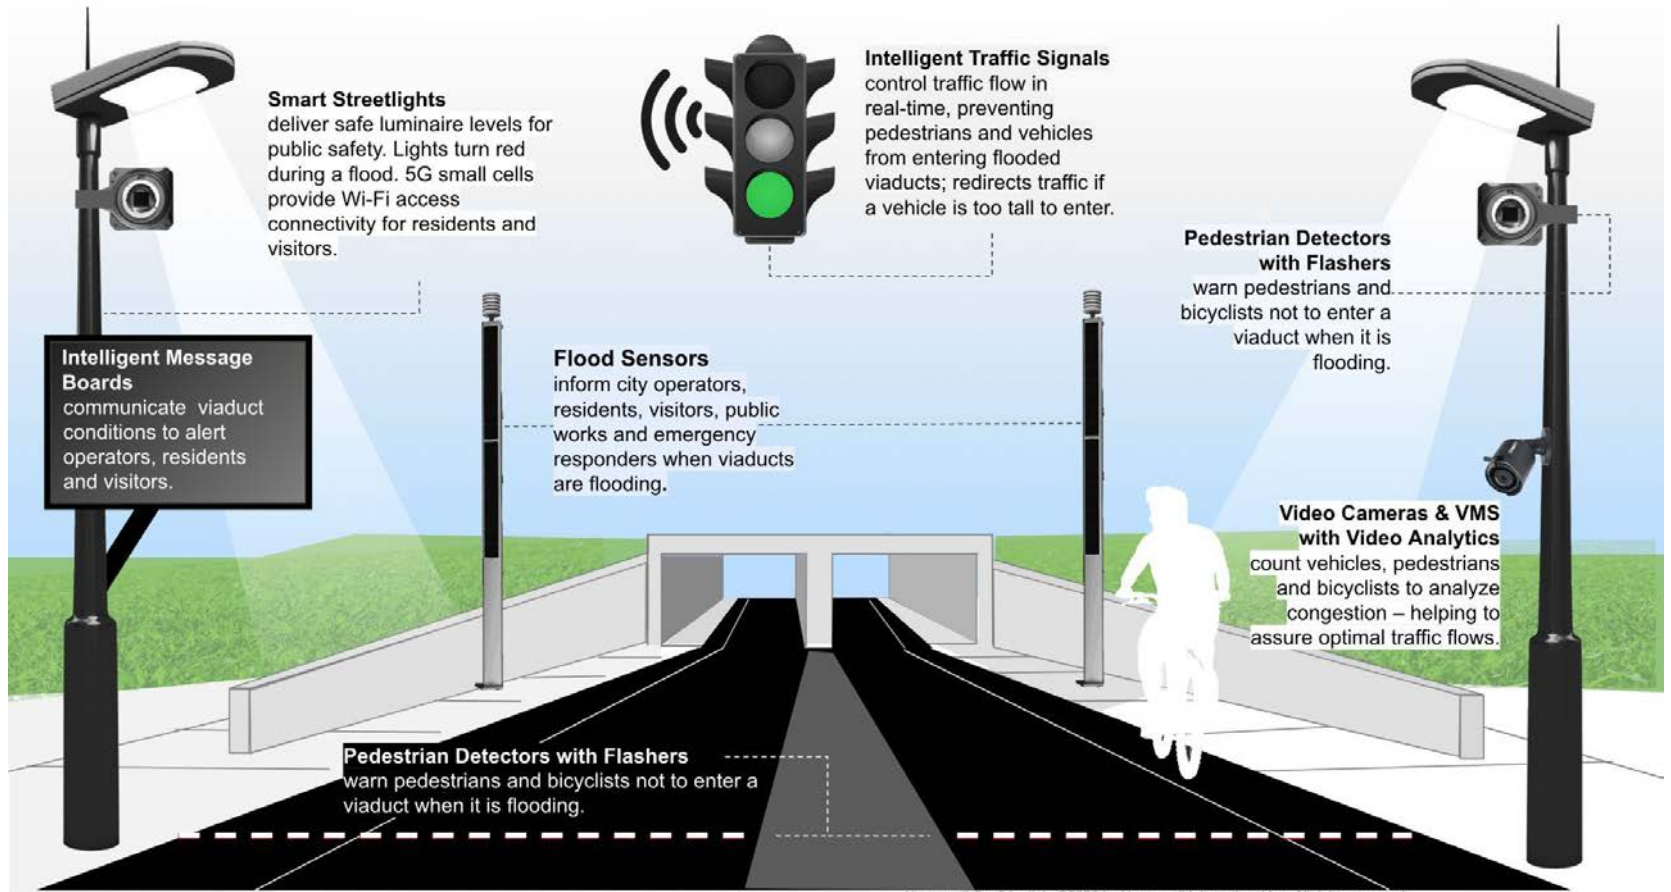 Smart Streetlights
deliver safe luminaire levels for
public safety. Lights turn red
during a flood. 5G small cells
provide Wi-Fi access
connectivity for residents and
visitors.
Intelligent Traffic Signals
control traffic flow in
real-time, preventing
pedestrians and vehicles
from entering flooded
viaducts; redirects traffic if
a vehicle is too tall to enter.
Pedestrian Detectors
with Flashers
warn pedestrians and
bicyclists not to enter a
viaduct when it is
flooding.
Intelligent Message
Boards
communicate viaduct
conditions to alert
operators, residents
and visitors.
Flood Sensors
inform city operators,
residents, visitors, public
works and emergency
responders when viaducts
are flooding.
Video Cameras & VMS
with Video Analytics
count vehicles, pedestrians
and bicyclists to analyze
congestion – helping to
assure optimal traffic flows.
Pedestrian Detectors with Flashers
warn pedestrians and bicyclists not to enter a
viaduct when it is flooding.